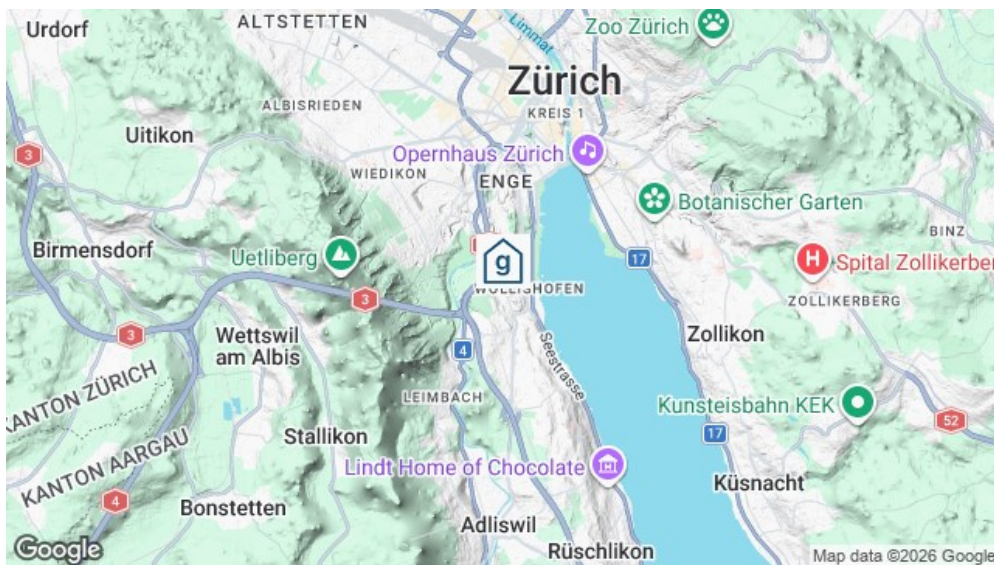 Urdorf
ALTSTETTEN
Limmat
Zoo Zürich
Zürich
ALBISRIEDEN
KREIS 1
Uitikon
3
Opernhaus Zürich
WIEDIKON
ENGE
Botanischer Garten
BINZ
Birmensdorf
Uetliberg
g
17
H
Spital Zollikerber
WOLLISHOFEN
3
ZOLLIKERBERG
3
Wettswil
am Albis
Zollikon
4
Seestrasse
KANTON ZÜRICH
LEIMBACH
Kunsteisbahn KEK
52
KANTON AARGAU
Stallikon
17
Lindt Home of Chocolate
Küsnacht
4
Bonstetten
Adliswil
Rüschlikon
Google
Map data ©2026 Google